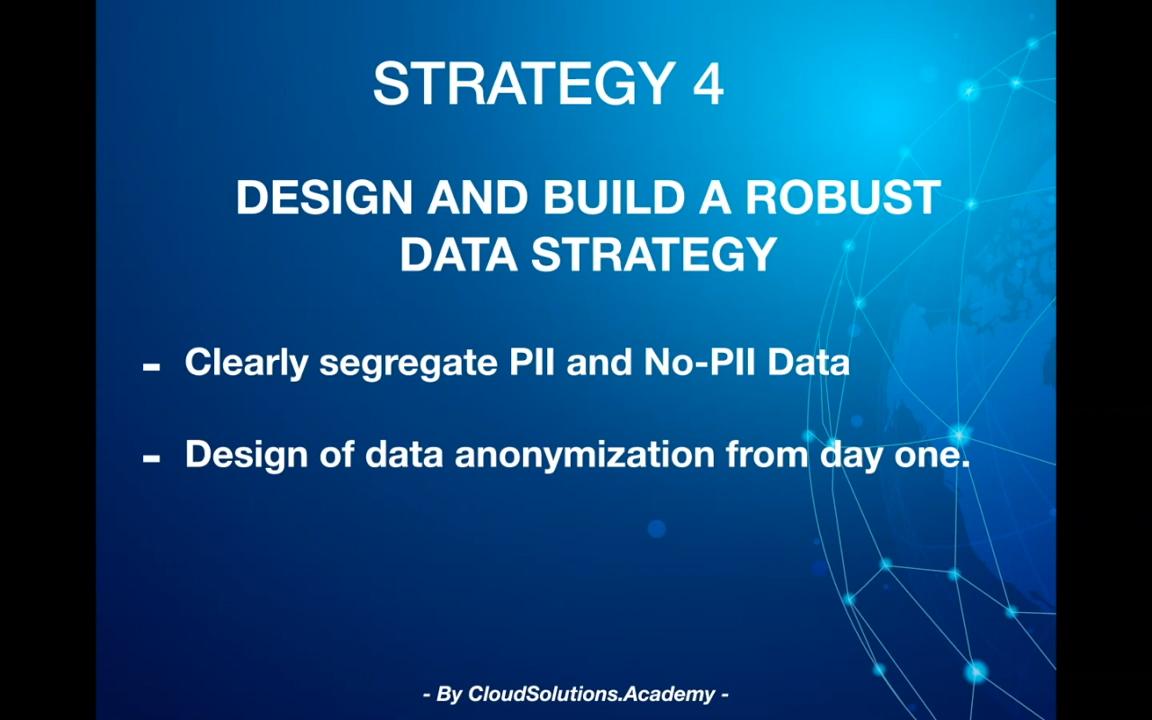 STRATEGY 4
DESIGN AND BUILD A ROBUST
DATA STRATEGY
- Clearly segregate PII and No-PII Data
- Design of data anonymization from day one.
- By CloudSolutions.Academy -